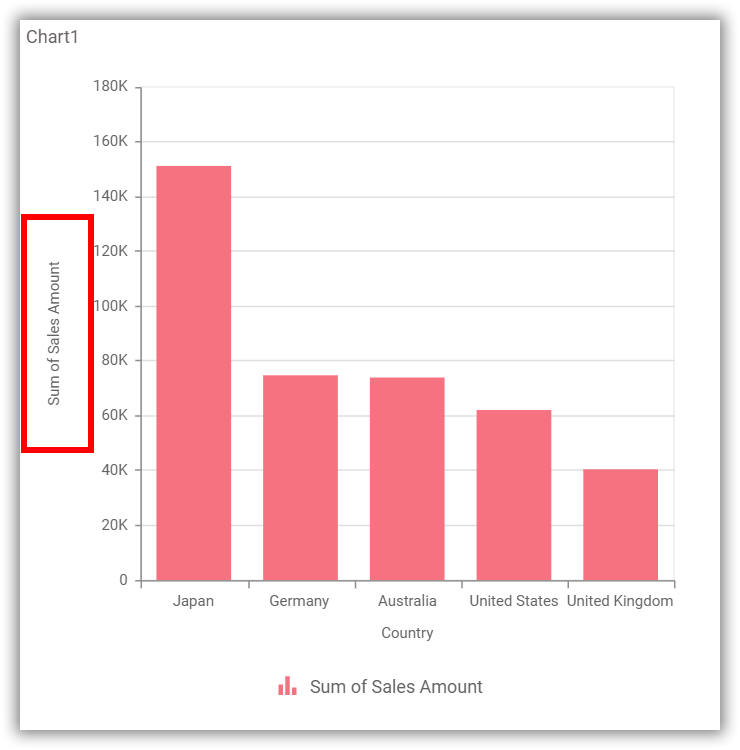 Chart1
180K
160K
140K
120K
100K
80K
60K
40K
20K
0
Sum of Sales Amount
Japan Germany Australia United States United Kingdom
Country
Sum of Sales Amount